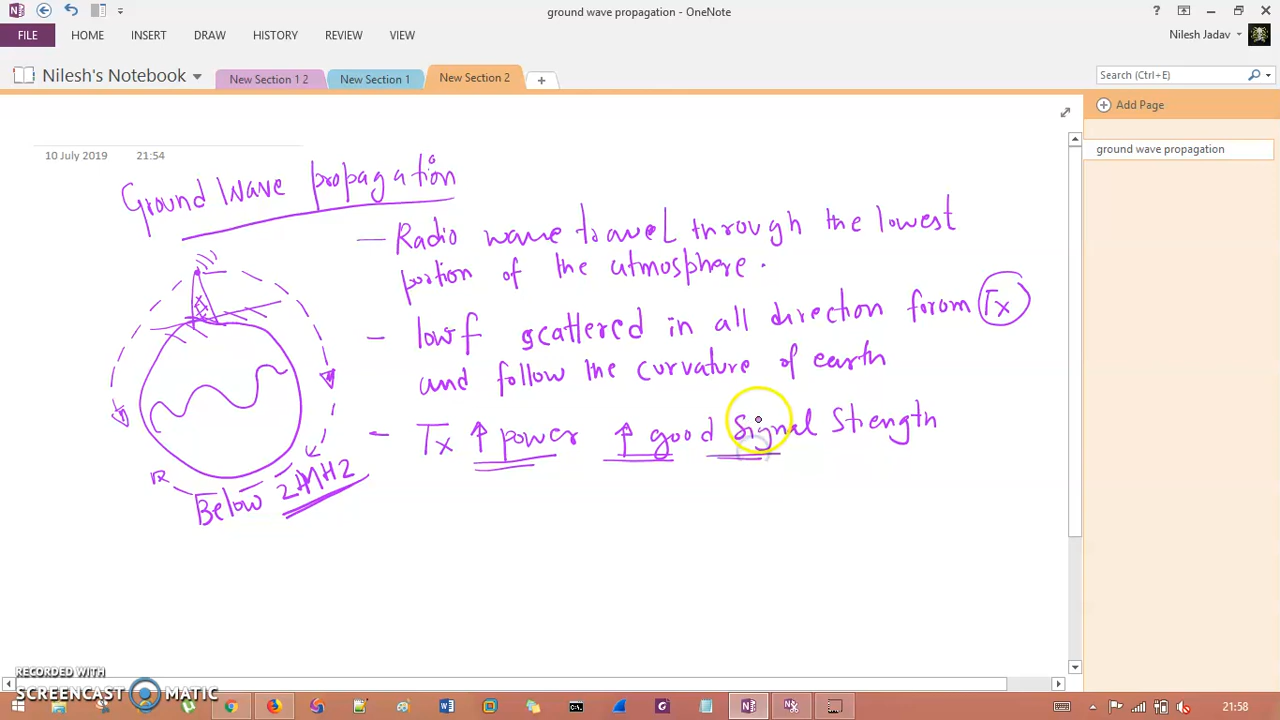 ground wave propagation - OneNote
FILE HOME INSERT DRAW HISTORY REVIEW VIEW
Nilesh Jadav
Nilesh's Notebook
New Section 1 2
New Section 1
New Section 2
Search (Ctrl+E)
Add Page
ground wave propagation
10 July 2019 21:54
Ground Wave propagation
- Radio wave travel through the lowest
portion of the atmosphere.
- low f scattered in all direction forom Tx
and follow the curvature of earth
- Tx ↑ power ↑ good Signal Strength
Below 2MHz
RECORDED WITH
SCREENCAST MATIC
21:58